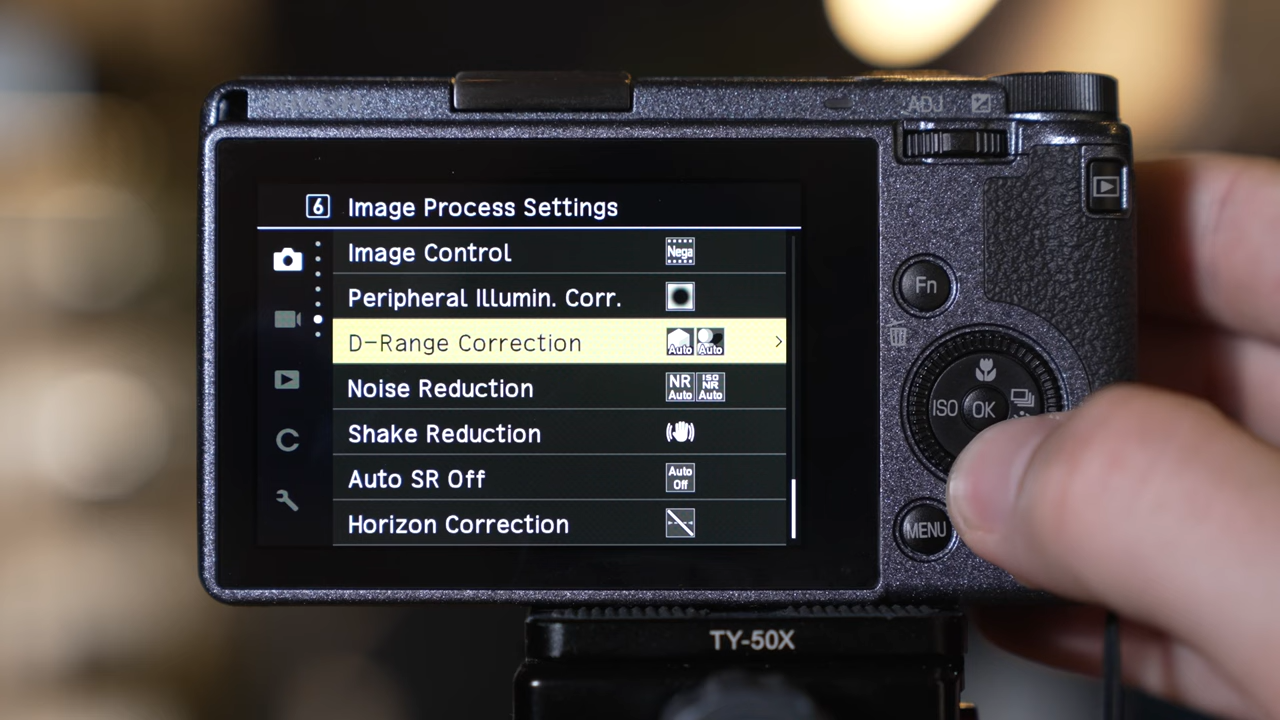 ADJ
6 Image Process Settings
Image Control Nega
Peripheral Illumin. Corr.
D-Range Correction Auto Auto
Noise Reduction NR Auto ISO NR Auto
Shake Reduction
Auto SR Off Auto Off
Horizon Correction
C
Fn
ISO OK
MENU
TY-50X